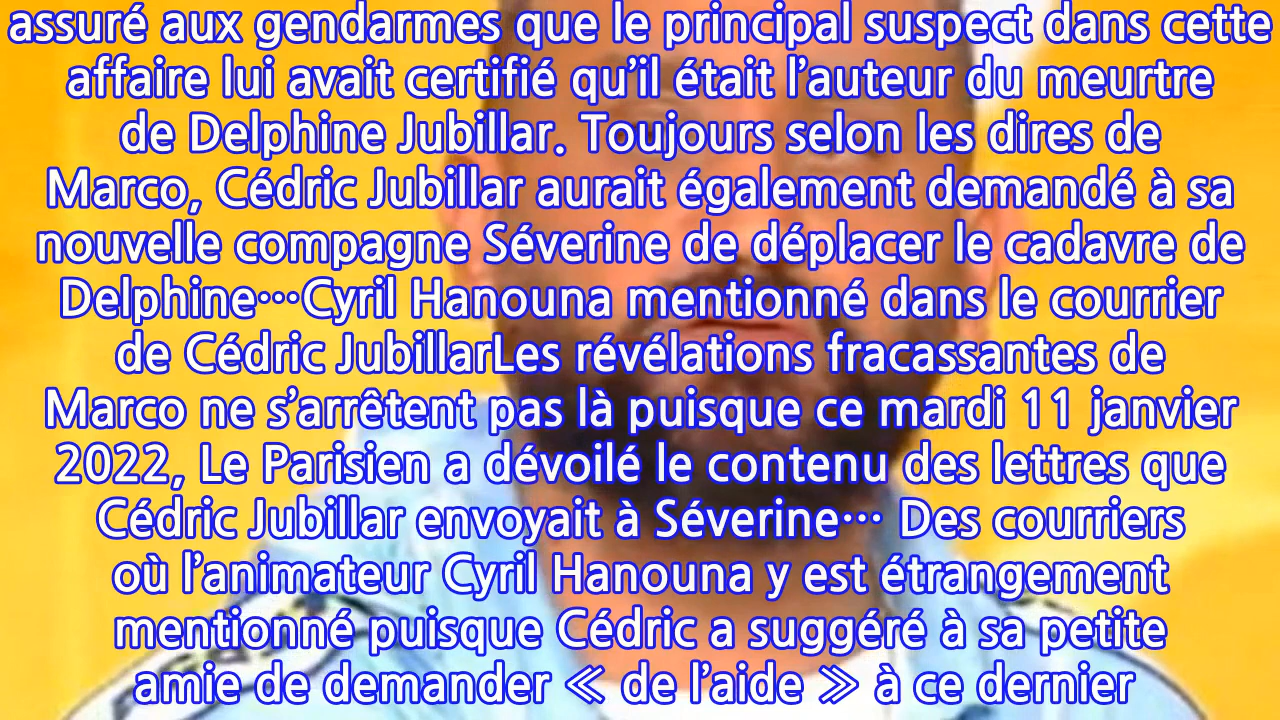 assuré aux gendarmes que le principal suspect dans cette
affaire lui avait certifié qu’il était l’auteur du meurtre
de Delphine Jubillar. Toujours selon les dires de
Marco, Cédric Jubillar aurait également demandé à sa
nouvelle compagne Séverine de déplacer le cadavre de
Delphine…Cyril Hanouna mentionné dans le courrier
de Cédric JubillarLes révélations fracassantes de
Marco ne s’arrêtent pas là puisque ce mardi 11 janvier
2022, Le Parisien a dévoilé le contenu des lettres que
Cédric Jubillar envoyait à Séverine… Des courriers
où l’animateur Cyril Hanouna y est étrangement
mentionné puisque Cédric a suggéré à sa petite
amie de demander « de l’aide » à ce dernier